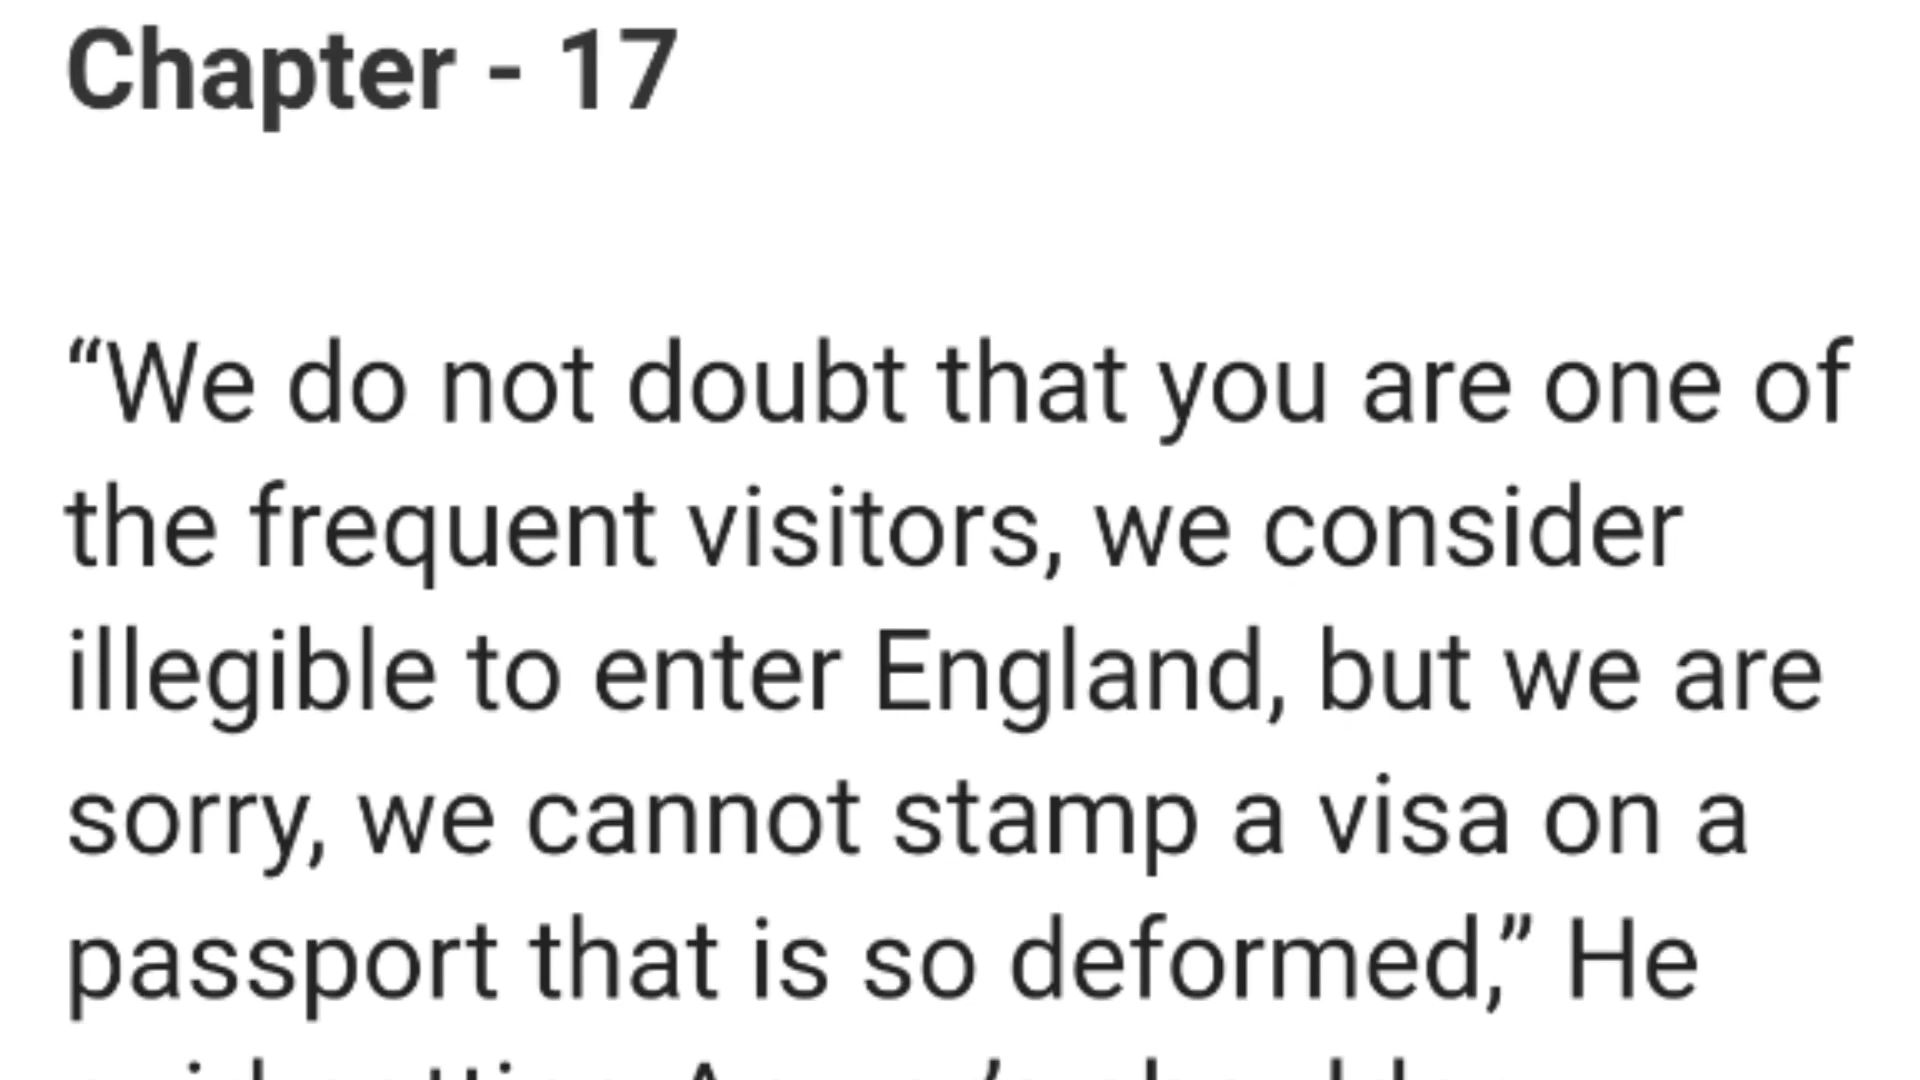 Chapter - 17
“We do not doubt that you are one of
the frequent visitors, we consider
illegible to enter England, but we are
sorry, we cannot stamp a visa on a
passport that is so deformed,” He